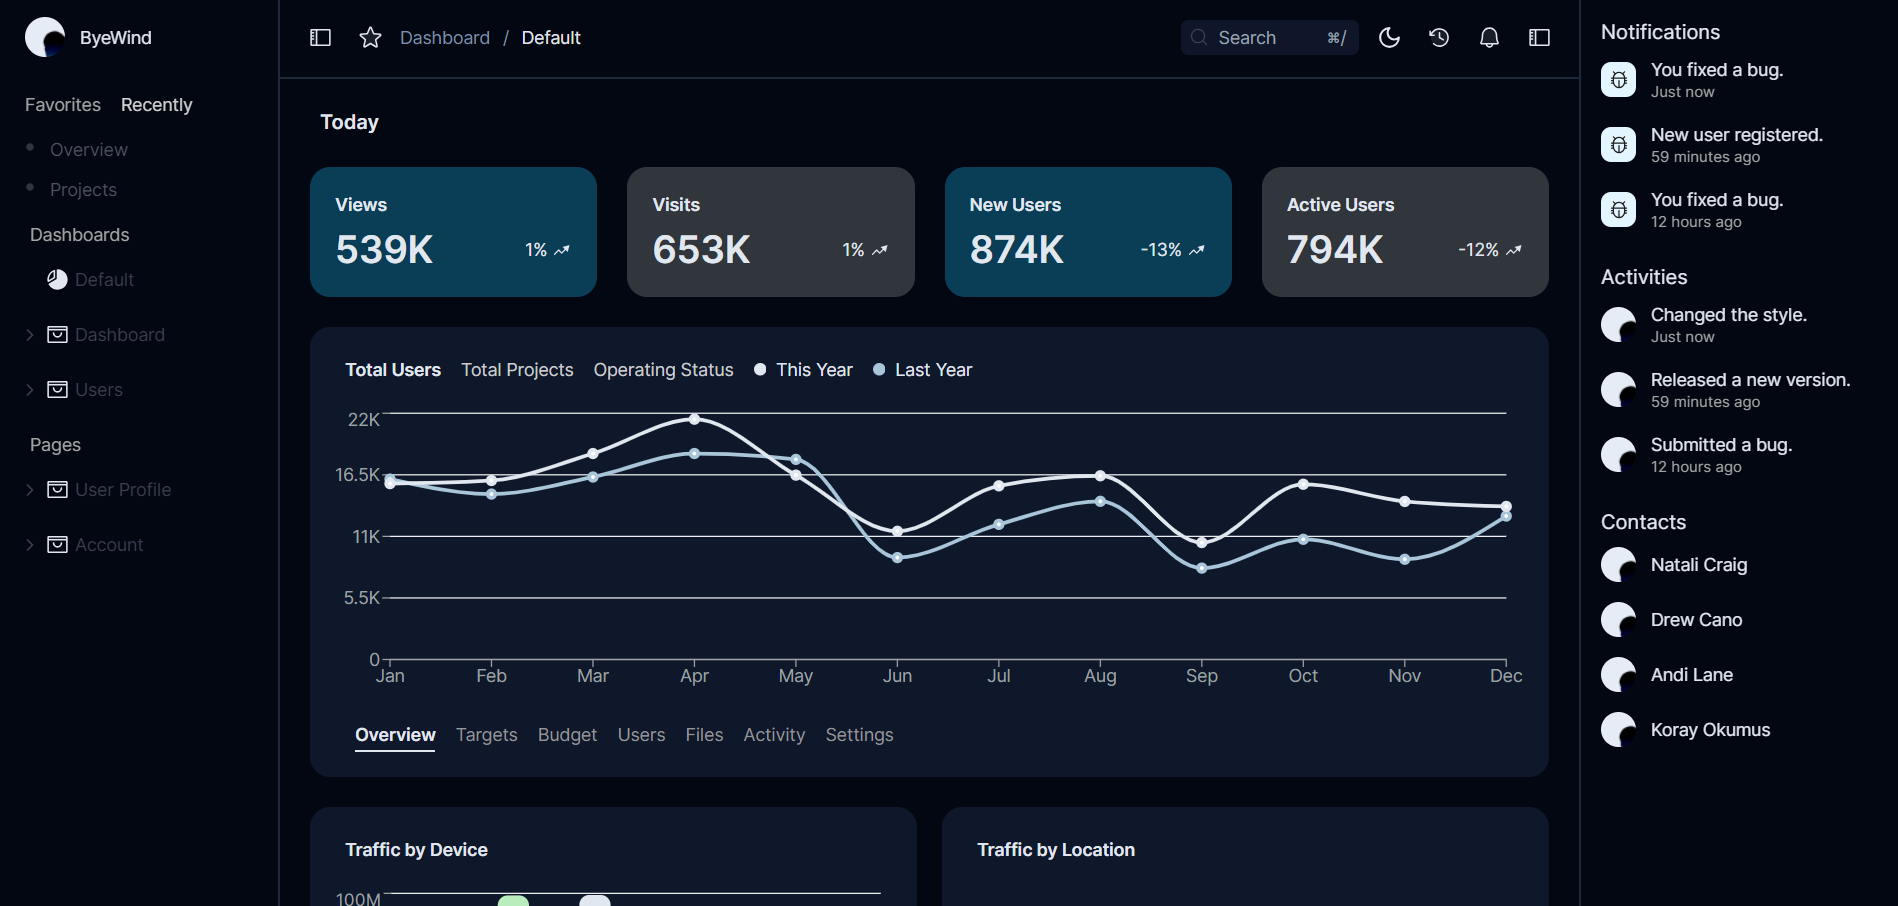 ByeWind
Favorites Recently
Overview
Projects
Dashboards
Default
Dashboard
Users
Pages
User Profile
Account
Dashboard / Default
Search ⌘/
Today
Views
539K 1%
Visits
653K 1%
New Users
874K -13%
Active Users
794K -12%
Total Users Total Projects Operating Status This Year Last Year
22K
16.5K
11K
5.5K
0
Jan Feb Mar Apr May Jun Jul Aug Sep Oct Nov Dec
Overview Targets Budget Users Files Activity Settings
Traffic by Device
100M
Traffic by Location
Notifications
You fixed a bug.
Just now
New user registered.
59 minutes ago
You fixed a bug.
12 hours ago
Activities
Changed the style.
Just now
Released a new version.
59 minutes ago
Submitted a bug.
12 hours ago
Contacts
Natali Craig
Drew Cano
Andi Lane
Koray Okumus